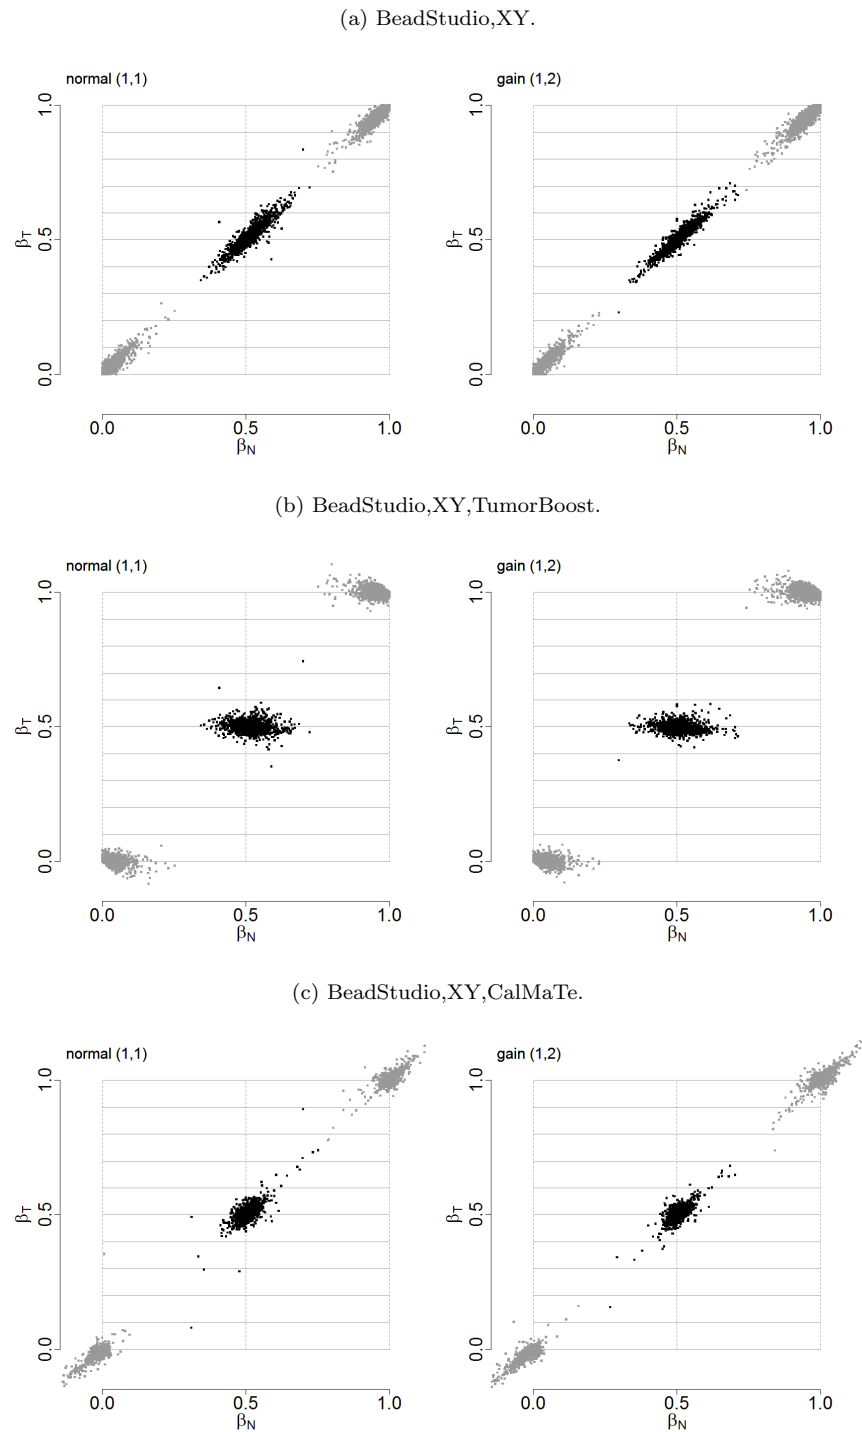 (a) BeadStudio,XY.
normal (1,1)
gain (1,2)
1.0
0.5
0.0
βT
0.0 0.5 1.0
βN
1.0
0.5
0.0
βT
0.0 0.5 1.0
βN
(b) BeadStudio,XY,TumorBoost.
normal (1,1)
gain (1,2)
1.0
0.5
0.0
βT
0.0 0.5 1.0
βN
1.0
0.5
0.0
βT
0.0 0.5 1.0
βN
(c) BeadStudio,XY,CalMaTe.
normal (1,1)
gain (1,2)
1.0
0.5
0.0
βT
0.0 0.5 1.0
βN
1.0
0.5
0.0
βT
0.0 0.5 1.0
βN